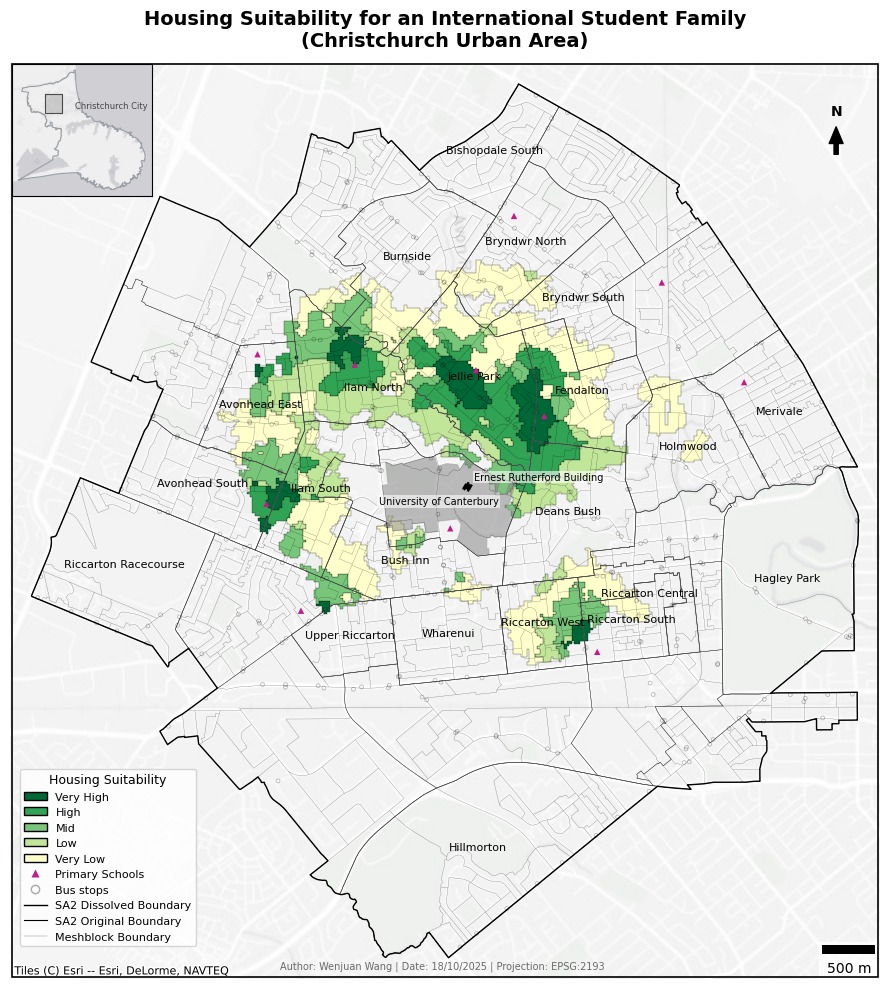 Housing Suitability for an International Student Family
(Christchurch Urban Area)
Christchurch City
N
Bishopdale South
Bryndwr North
Burnside
Bryndwr South
Jellie Park
Ilam North
Fendalton
Avonhead East
Merivale
Holmwood
Ernest Rutherford Building
Avonhead South
Ilam South
University of Canterbury
Deans Bush
Bush Inn
Riccarton Racecourse
Hagley Park
Riccarton Central
Riccarton West
Riccarton South
Upper Riccarton
Wharenui
Hillmorton
Housing Suitability
Very High
High
Mid
Low
Very Low
Primary Schools
Bus stops
SA2 Dissolved Boundary
SA2 Original Boundary
Meshblock Boundary
Tiles (C) Esri -- Esri, DeLorme, NAVTEQ
Author: Wenjuan Wang | Date: 18/10/2025 | Projection: EPSG:2193
500 m